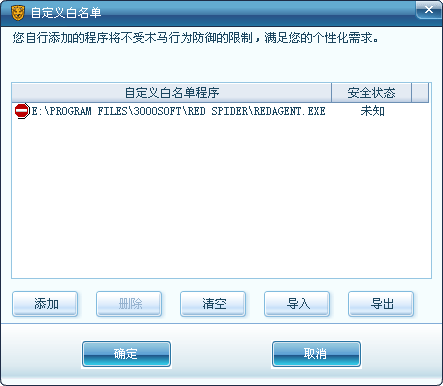 自定义白名单
您自行添加的程序将不受木马行为防御的限制，满足您的个性化需求。
自定义白名单程序 安全状态
E:\PROGRAM FILES\3000SOFT\RED SPIDER\REDAGENT.EXE 未知
添加 删除 清空 导入 导出
确定 取消